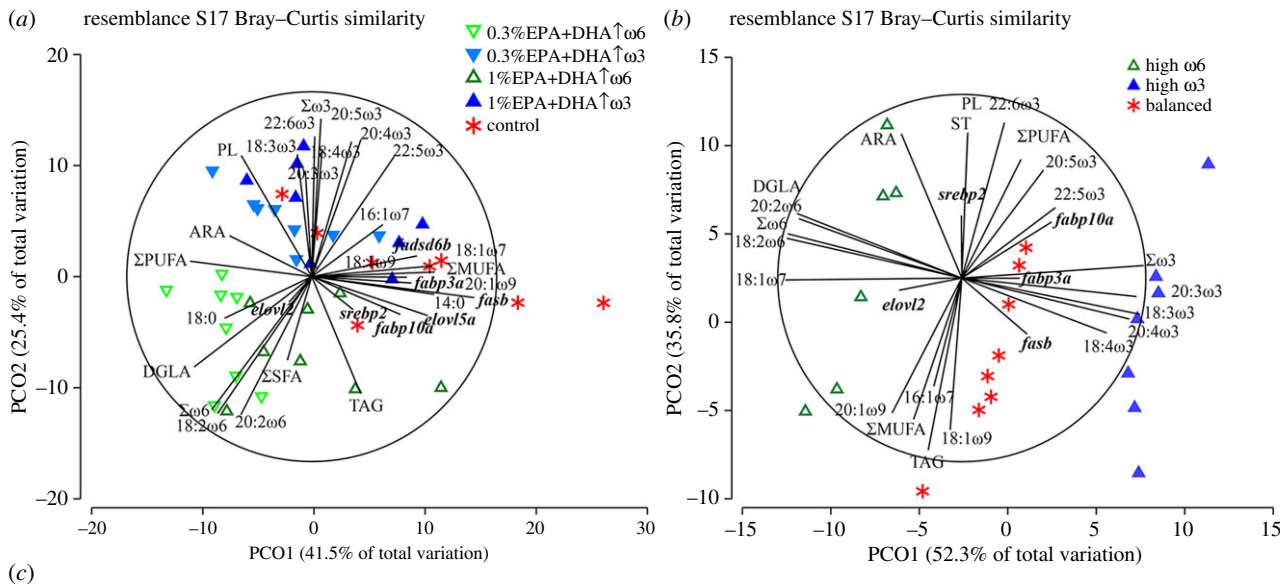 (a) resemblance S17 Bray–Curtis similarity
20
10
0
−10
−20
PCO2 (25.4% of total variation)
−20 −10 0 10 20 30
PCO1 (41.5% of total variation)
0.3%EPA+DHA↑ω6
0.3%EPA+DHA↑ω3
1%EPA+DHA↑ω6
1%EPA+DHA↑ω3
control
Σω3
20:5ω3
22:6ω3
20:4ω3
18:3ω3
18:4ω3
PL
22:5ω3
20:3ω3
16:1ω7
ARA
fadsd6b
18:1ω7
ΣPUFA
18:1ω9
ΣMUFA
fabp3a
20:1ω9
14:0
fasb
18:0
elovl2
srebp2
elovl5a
fabp10a
DGLA
ΣSFA
TAG
Σω6
18:2ω6
20:2ω6
(b) resemblance S17 Bray–Curtis similarity
15
10
5
0
−5
−10
PCO2 (35.8% of total variation)
−15 −10 −5 0 5 10 15
PCO1 (52.3% of total variation)
high ω6
high ω3
balanced
PL 22:6ω3
ST
ARA
ΣPUFA
20:5ω3
DGLA
srebp2
22:5ω3
20:2ω6
fabp10a
Σω6
18:2ω6
Σω3
18:1ω7
fabp3a
20:3ω3
elovl2
18:3ω3
20:4ω3
fasb
18:4ω3
16:1ω7
20:1ω9
ΣMUFA
18:1ω9
TAG
(c)